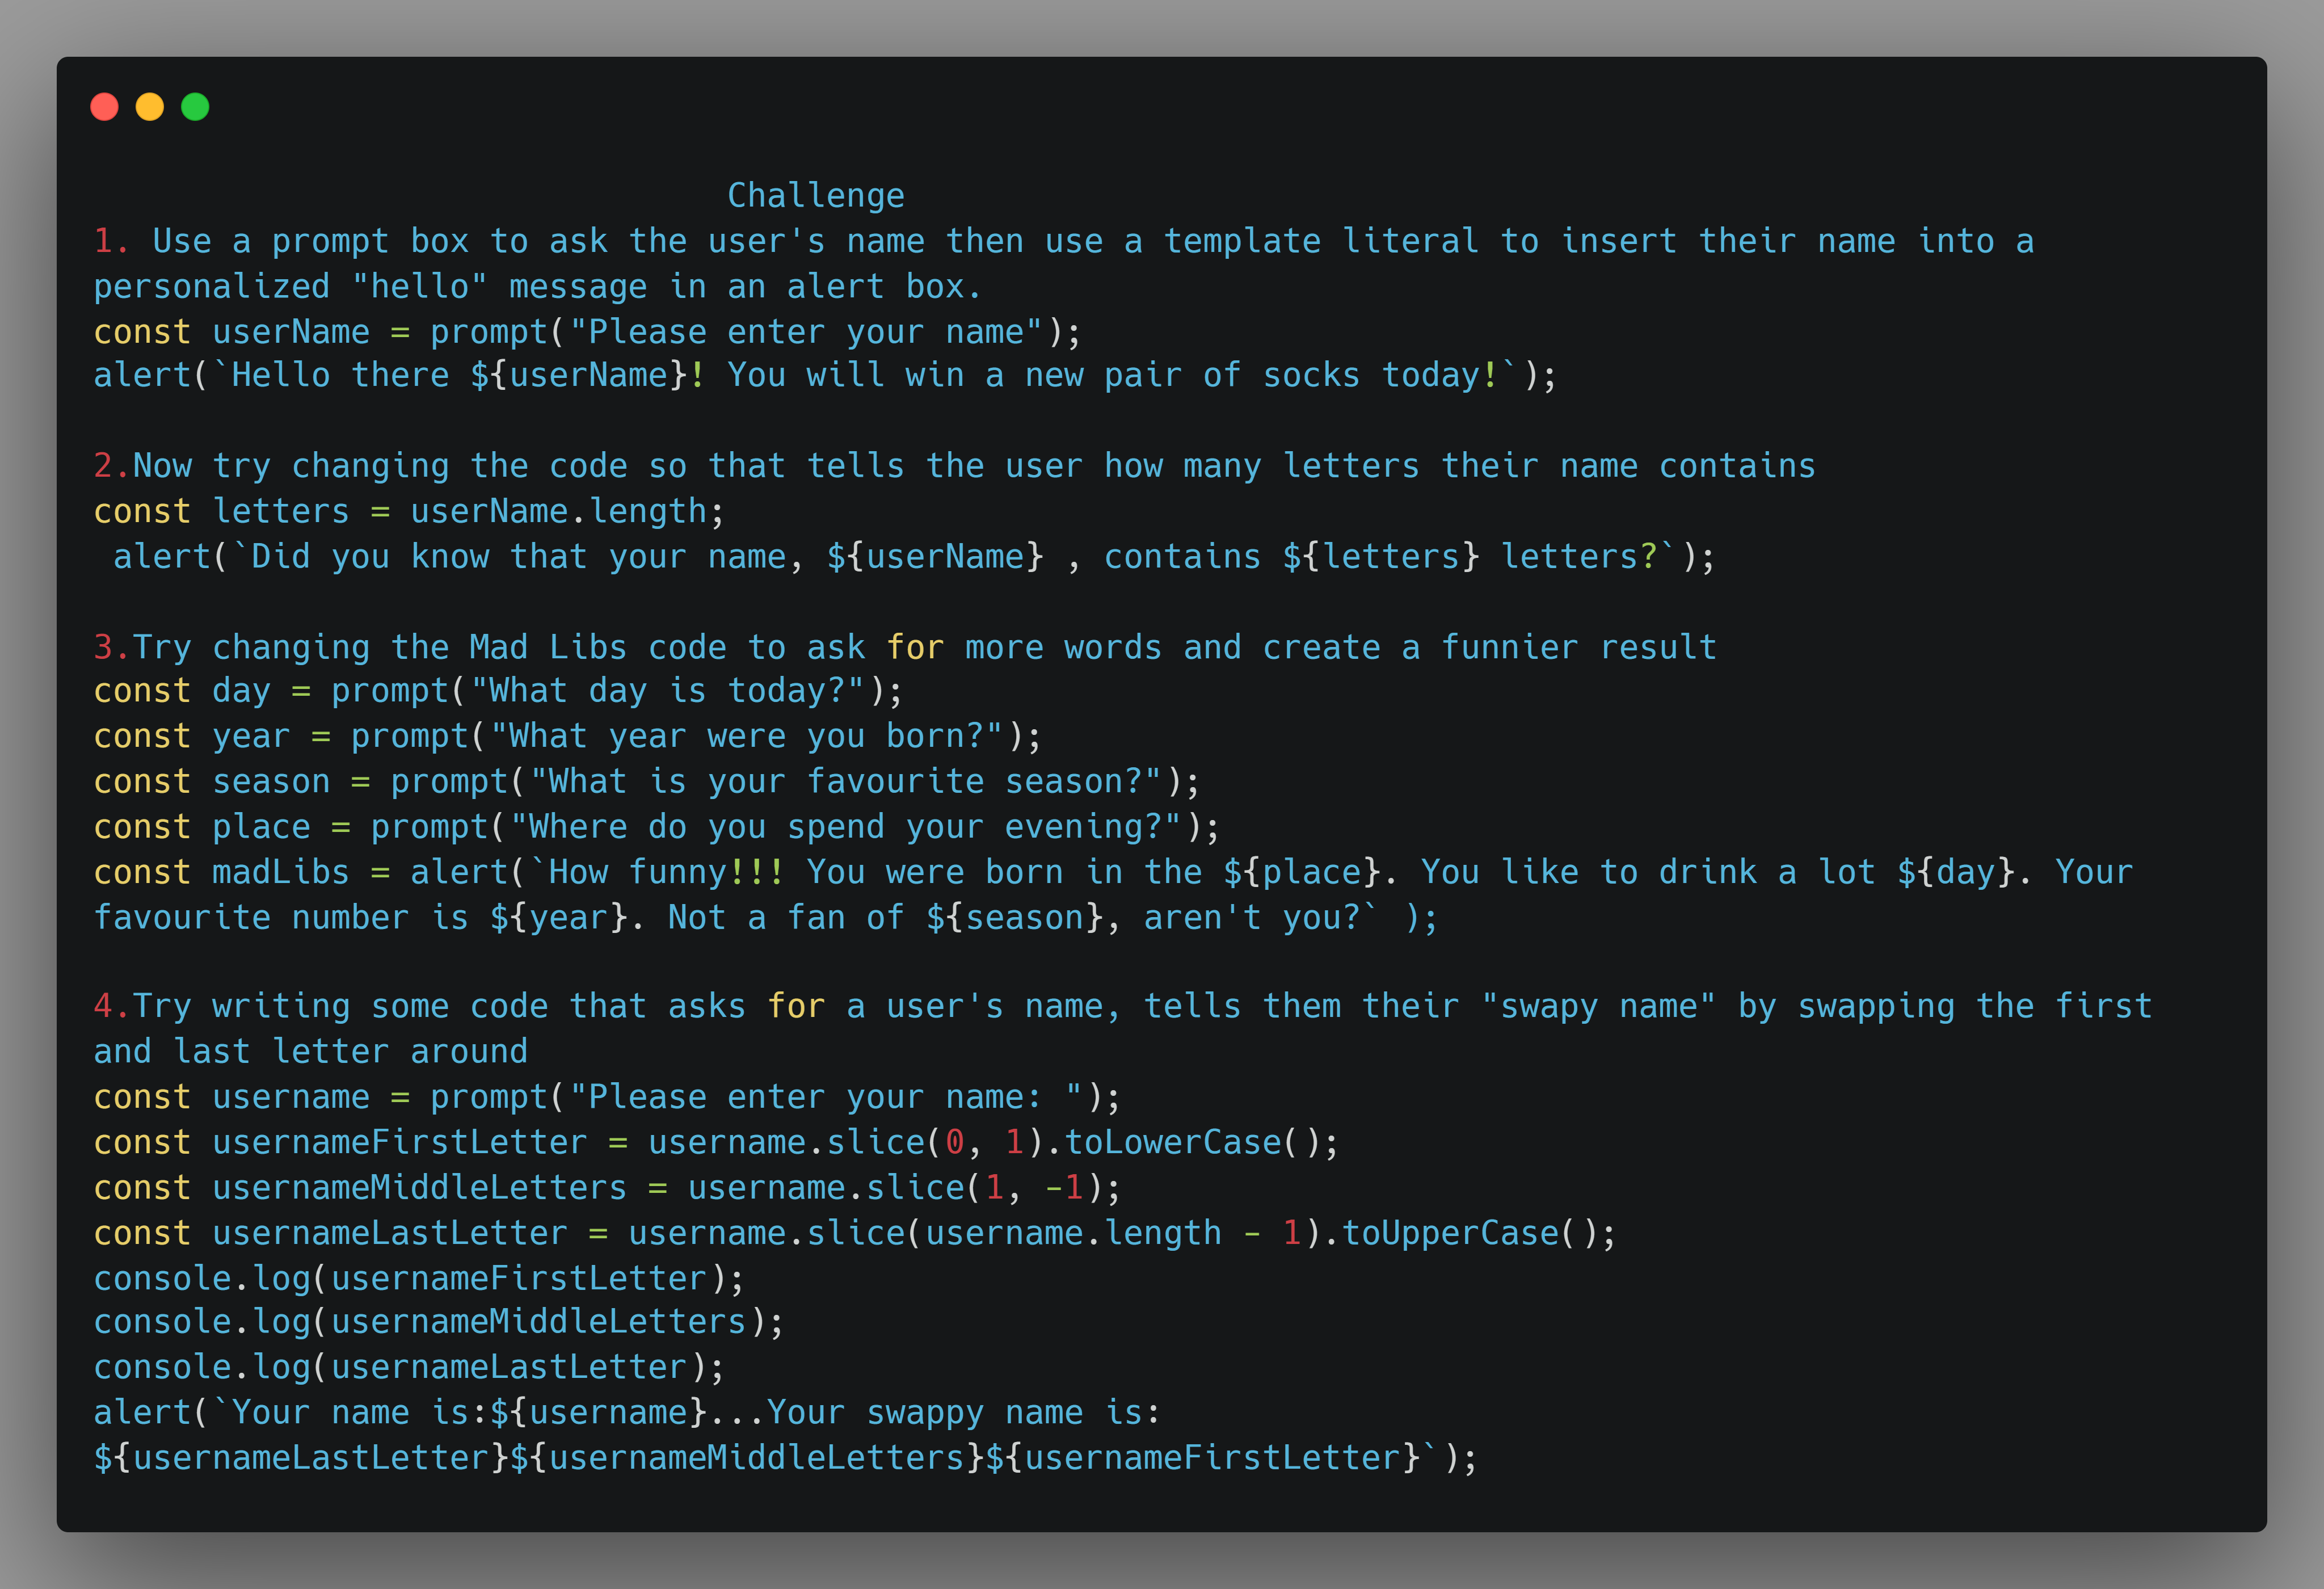 Challenge
1. Use a prompt box to ask the user's name then use a template literal to insert their name into a
personalized "hello" message in an alert box.
const userName = prompt("Please enter your name");
alert(`Hello there ${userName}! You will win a new pair of socks today!`);
2.Now try changing the code so that tells the user how many letters their name contains
const letters = userName.length;
alert(`Did you know that your name, ${userName} , contains ${letters} letters?`);
3.Try changing the Mad Libs code to ask for more words and create a funnier result
const day = prompt("What day is today?");
const year = prompt("What year were you born?");
const season = prompt("What is your favourite season?");
const place = prompt("Where do you spend your evening?");
const madLibs = alert(`How funny!!! You were born in the ${place}. You like to drink a lot ${day}. Your
favourite number is ${year}. Not a fan of ${season}, aren't you?` );
4.Try writing some code that asks for a user's name, tells them their "swapy name" by swapping the first
and last letter around
const username = prompt("Please enter your name: ");
const usernameFirstLetter = username.slice(0, 1).toLowerCase();
const usernameMiddleLetters = username.slice(1, -1);
const usernameLastLetter = username.slice(username.length - 1).toUpperCase();
console.log(usernameFirstLetter);
console.log(usernameMiddleLetters);
console.log(usernameLastLetter);
alert(`Your name is:${username}...Your swappy name is:
${usernameLastLetter}${usernameMiddleLetters}${usernameFirstLetter}`);